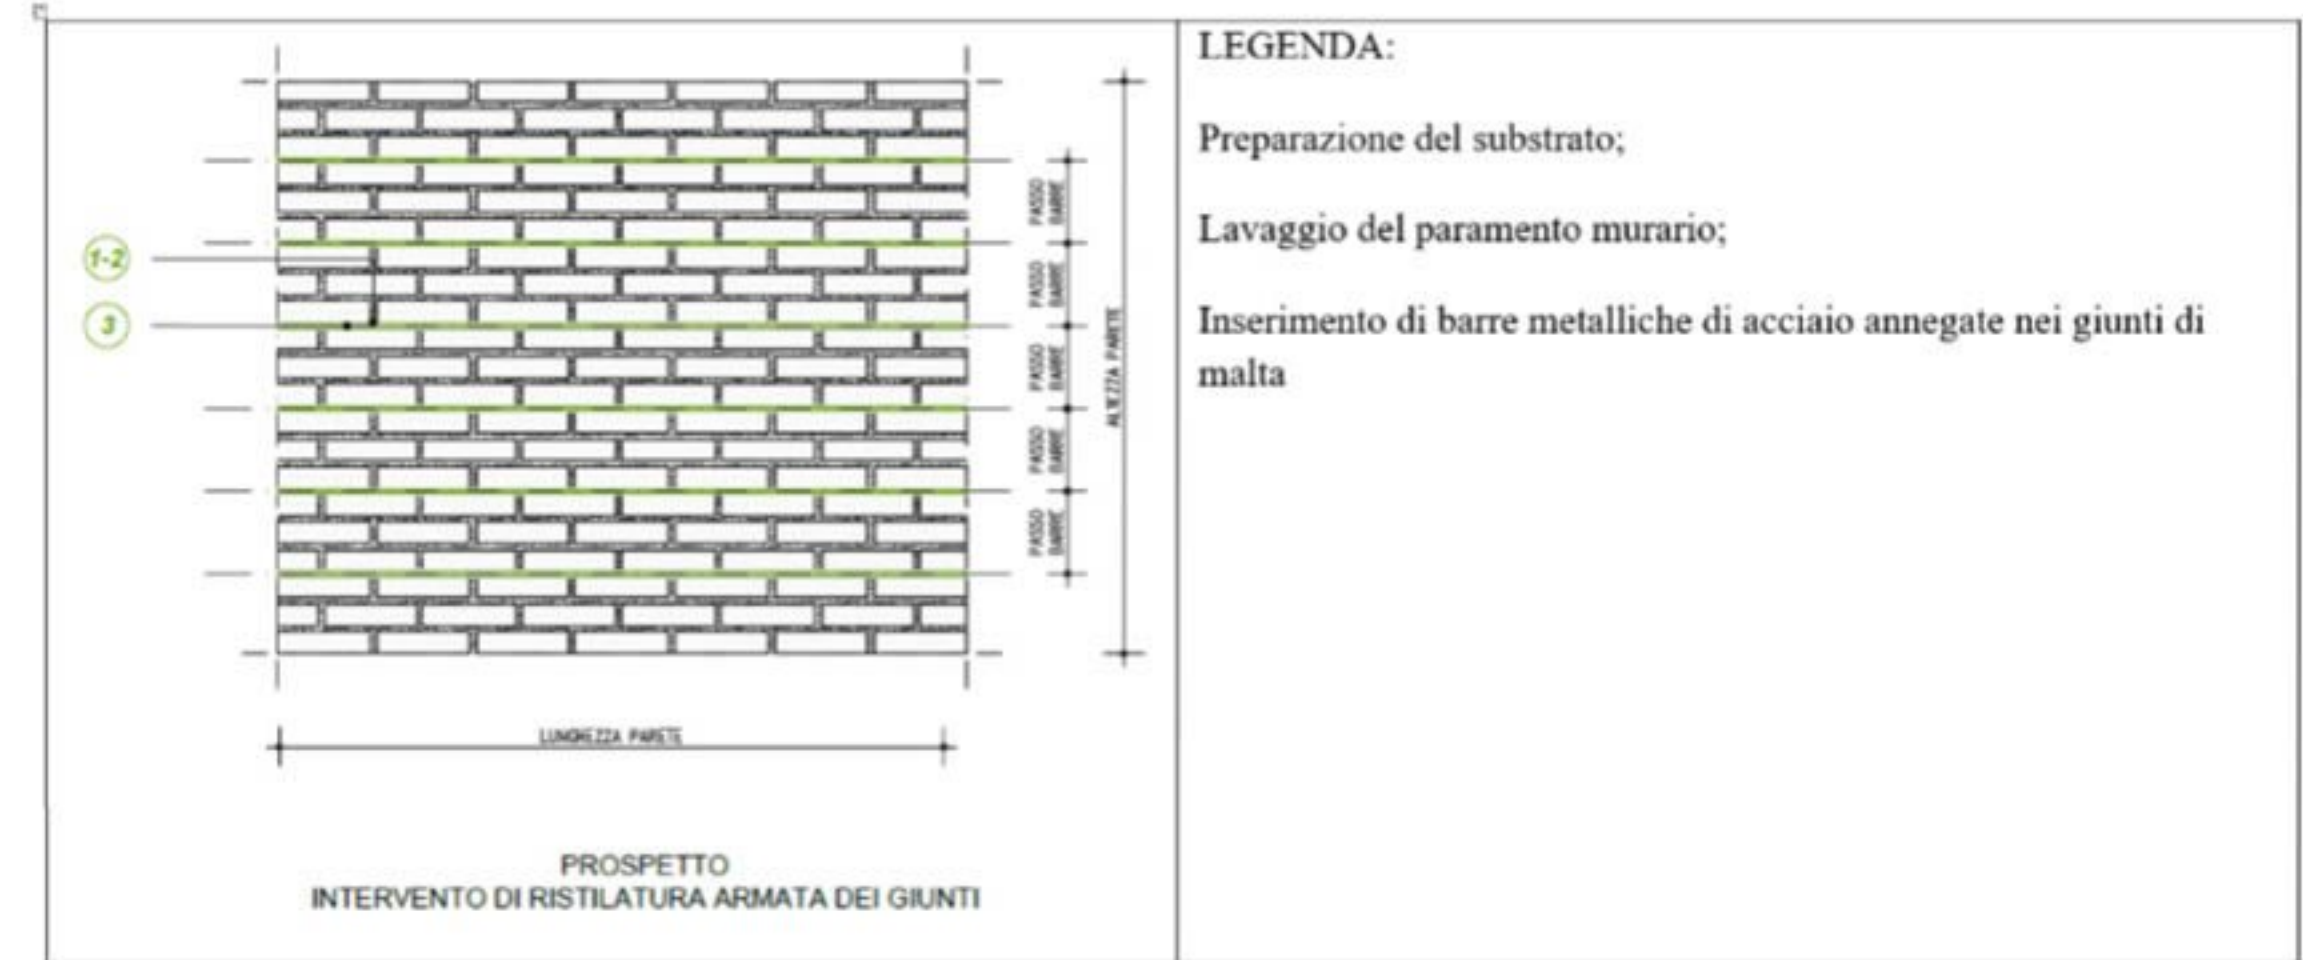 1-2
3
PASSO
BARRE
PASSO
BARRE
PASSO
BARRE
PASSO
BARRE
PASSO
BARRE
ALTEZZA PARETE
LUNGHEZZA PARETE
PROSPETTO
INTERVENTO DI RISTILATURA ARMATA DEI GIUNTI
LEGENDA:
Preparazione del substrato;
Lavaggio del paramento murario;
Inserimento di barre metalliche di acciaio annegate nei giunti di
malta